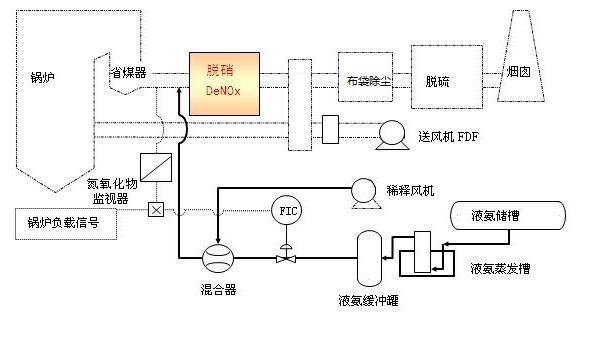 锅炉
省煤器
脱硝
DeNOx
布袋除尘
脱硫
烟囱
送风机 FDF
氮氧化物
监视器
锅炉负载信号
FIC
稀释风机
液氨储槽
液氨蒸发槽
混合器
液氨缓冲罐